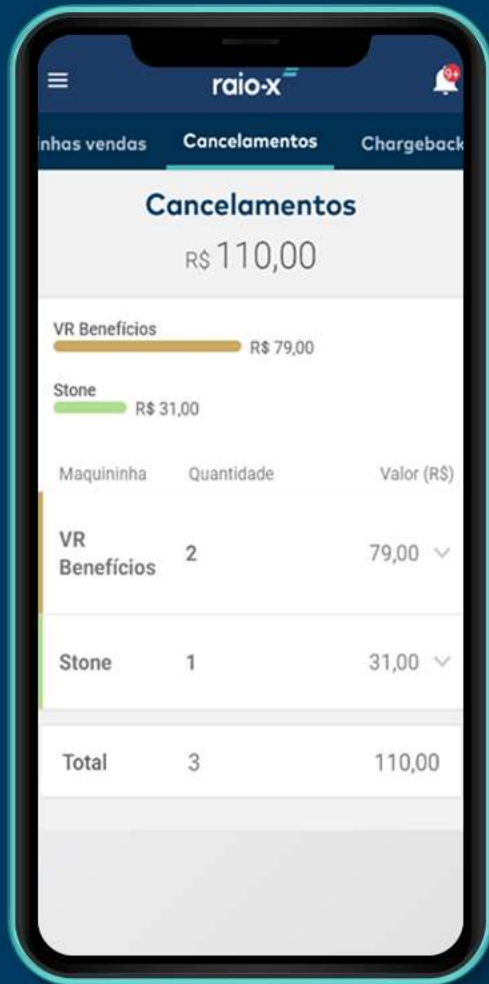 raio-x
9+
nhas vendas Cancelamentos Chargeback
Cancelamentos
R$ 110,00
VR Benefícios
R$ 79,00
Stone
R$ 31,00
Maquininha Quantidade Valor (R$)
VR
Benefícios 2 79,00
Stone 1 31,00
Total 3 110,00